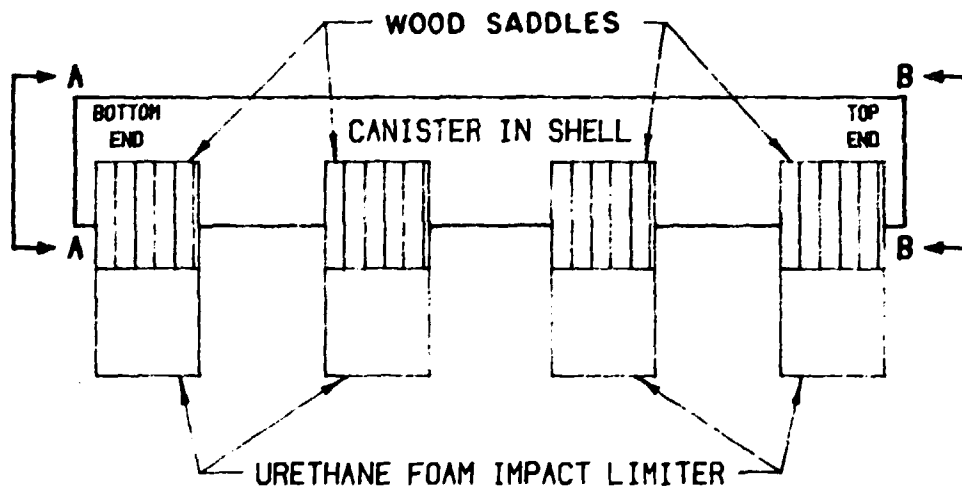 WOOD SADDLES
A B
BOTTOM END
CANISTER IN SHELL
TOP END
A B
URETHANE FOAM IMPACT LIMITER